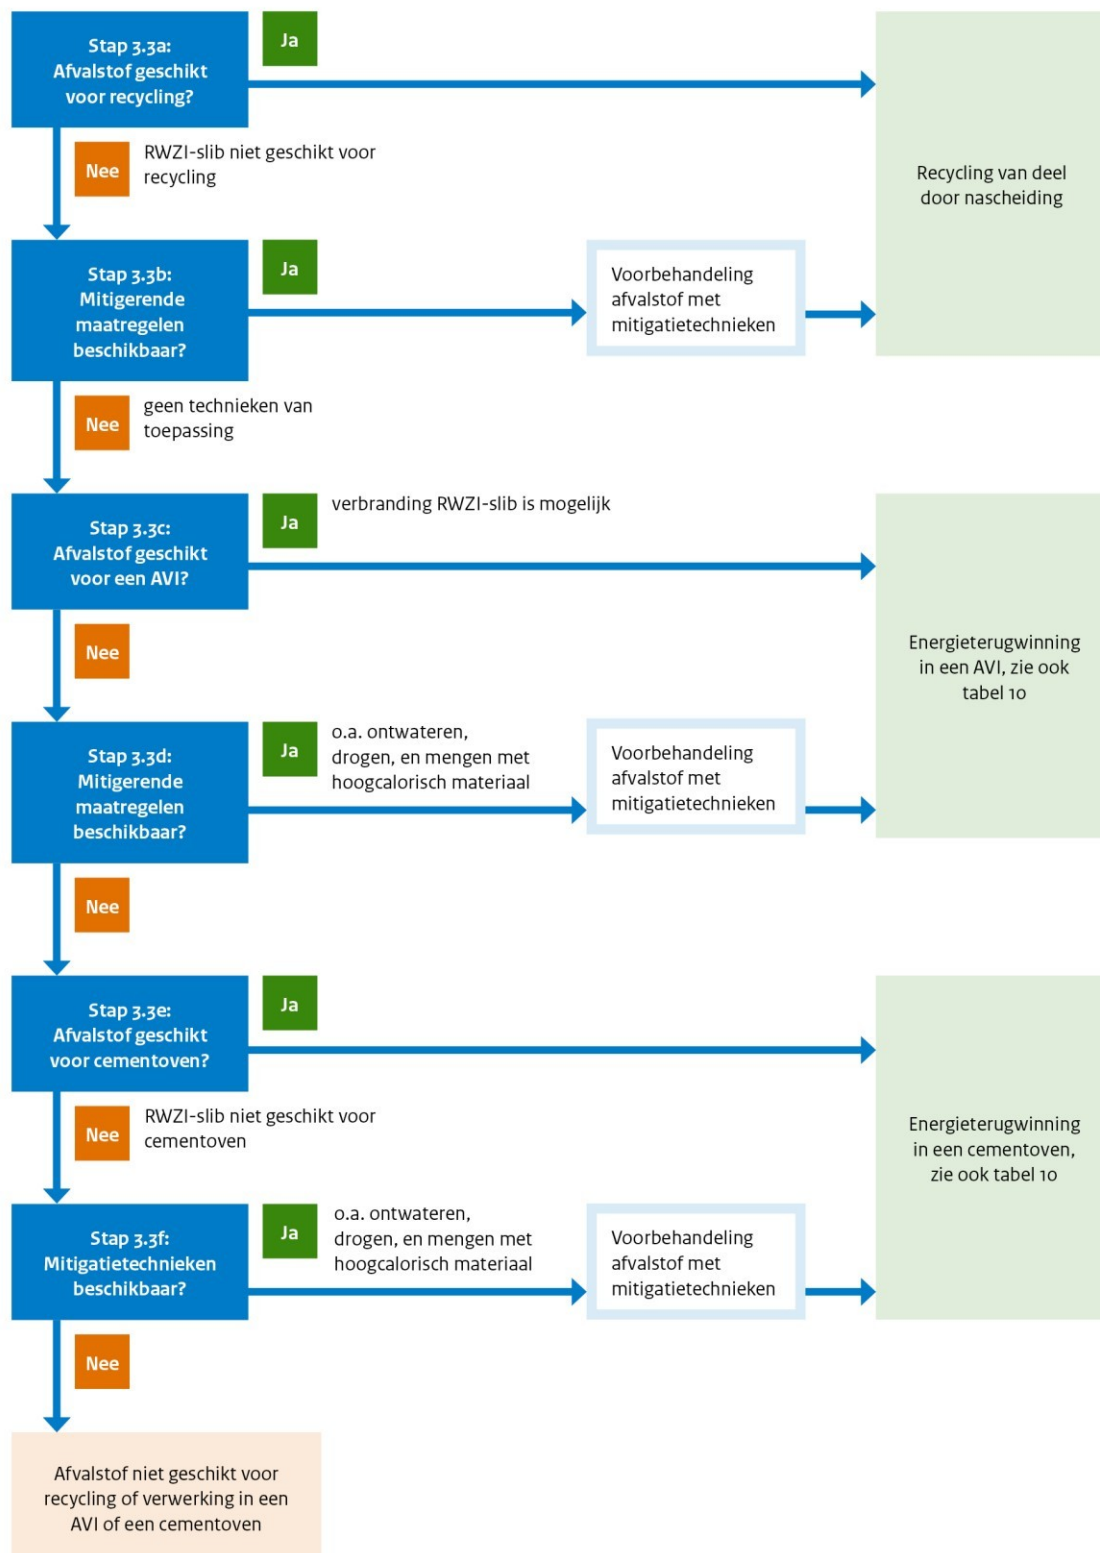 Stap 3.3a:
Afvalstof geschikt
voor recycling?
Ja
Nee
RWZI-slib niet geschikt voor
recycling
Recycling van deel
door nascheiding
Stap 3.3b:
Mitigerende
maatregelen
beschikbaar?
Ja
Voorbehandeling
afvalstof met
mitigatietechnieken
Nee
geen technieken van
toepassing
Stap 3.3c:
Afvalstof geschikt
voor een AVI?
Ja
verbranding RWZI-slib is mogelijk
Nee
Energieterugwinning
in een AVI, zie ook
tabel 10
Stap 3.3d:
Mitigerende
maatregelen
beschikbaar?
Ja
o.a. ontwateren,
drogen, en mengen met
hoogcalorisch materiaal
Voorbehandeling
afvalstof met
mitigatietechnieken
Nee
Stap 3.3e:
Afvalstof geschikt
voor cementoven?
Ja
Nee
RWZI-slib niet geschikt voor
cementoven
Energieterugwinning
in een cementoven,
zie ook tabel 10
Stap 3.3f:
Mitigatietechnieken
beschikbaar?
Ja
o.a. ontwateren,
drogen, en mengen met
hoogcalorisch materiaal
Voorbehandeling
afvalstof met
mitigatietechnieken
Nee
Afvalstof niet geschikt voor
recycling of verwerking in een
AVI of een cementoven